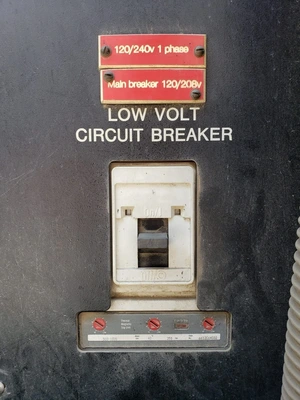 120/240v 1 phase
Main breaker 120/208v
LOW VOLT
CIRCUIT BREAKER